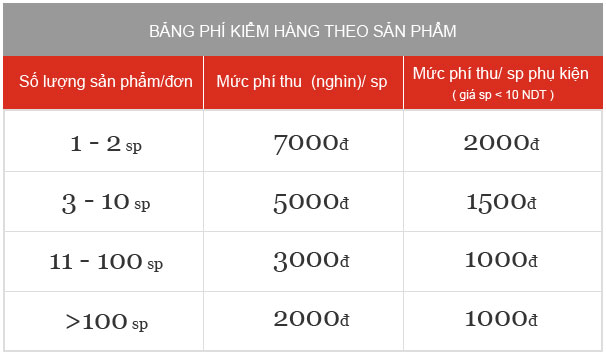 BẢNG PHÍ KIỂM HÀNG THEO SẢN PHẨM
Số lượng sản phẩm/đơn Mức phí thu (nghìn)/ sp Mức phí thu/ sp phụ kiện
( giá sp < 10 NDT )
1 - 2 sp 7000đ 2000đ
3 - 10 sp 5000đ 1500đ
11 - 100 sp 3000đ 1000đ
>100 sp 2000đ 1000đ